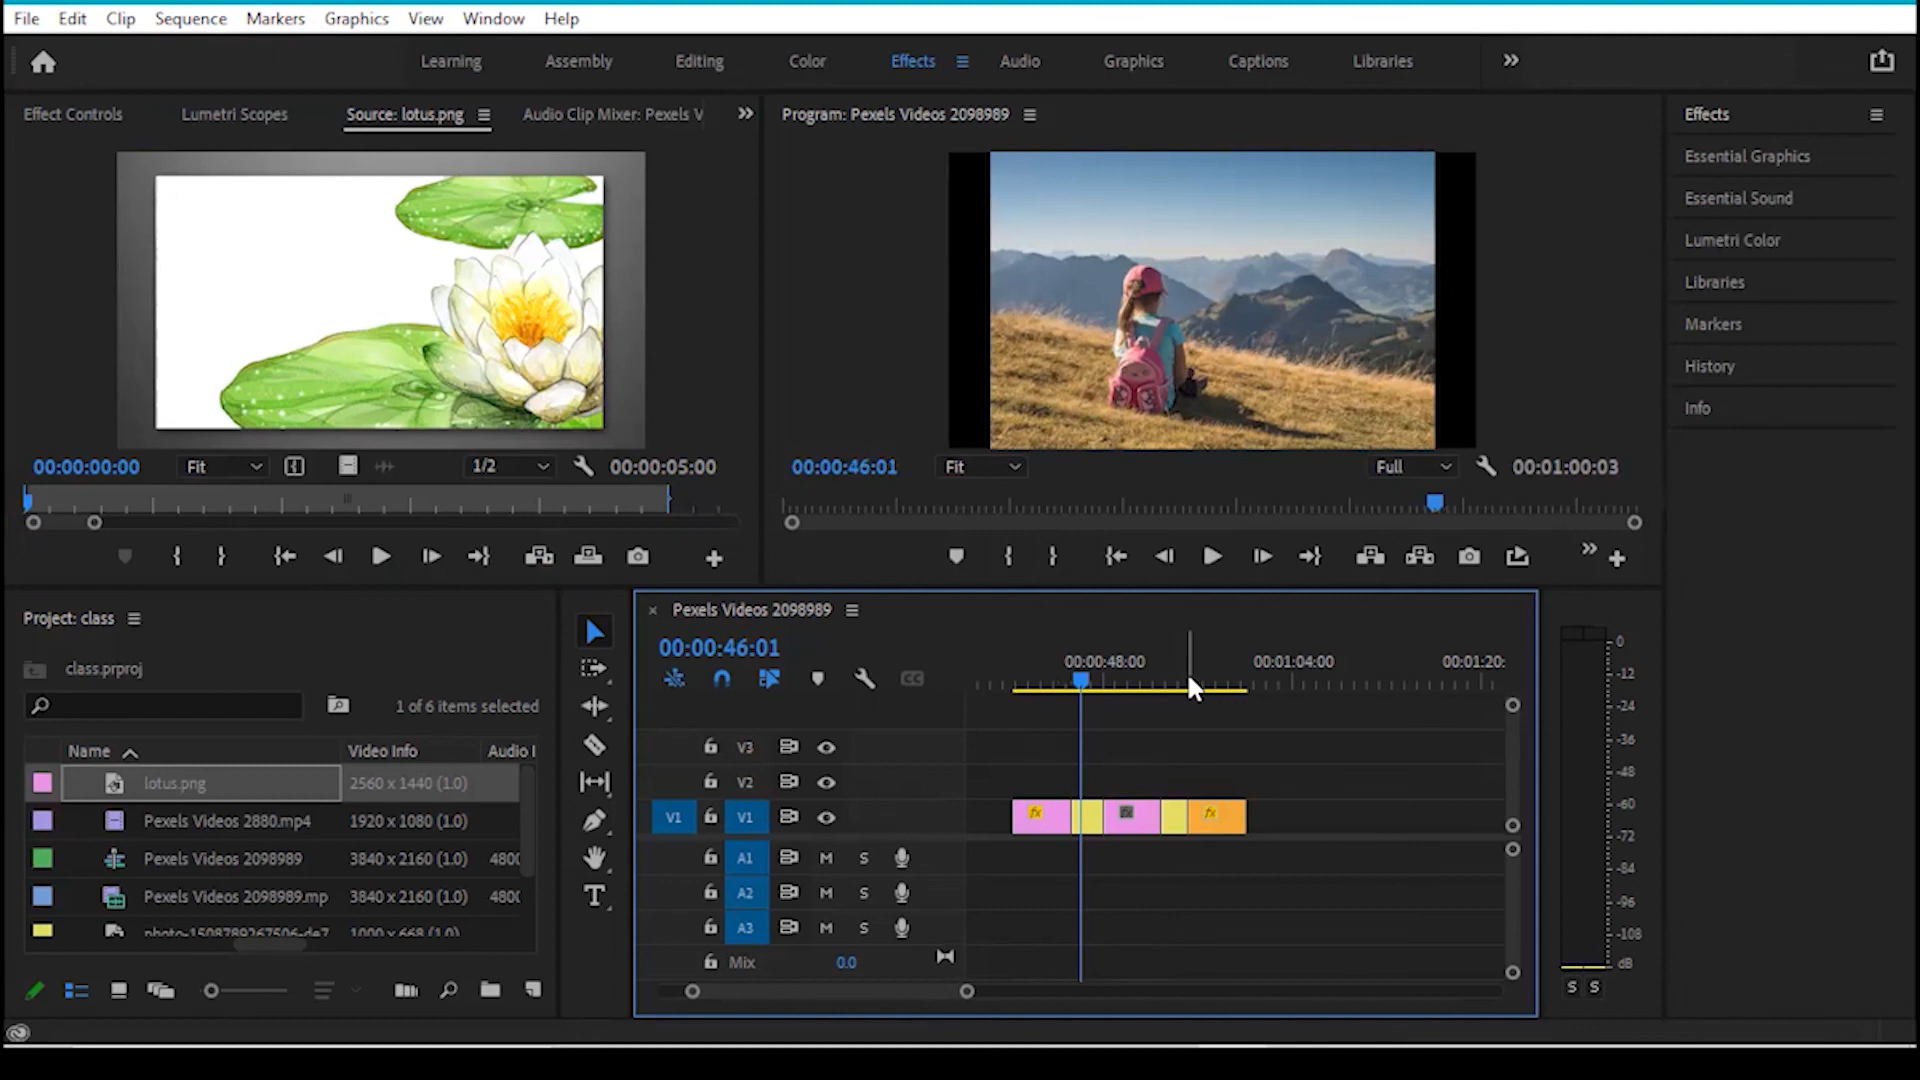 File Edit Clip Sequence Markers Graphics View Window Help
Learning Assembly Editing Color Effects Audio Graphics Captions Libraries
Effect Controls Lumetri Scopes Source: lotus.png Audio Clip Mixer: Pexels V
Program: Pexels Videos 2098989
Effects
Essential Graphics
Essential Sound
Lumetri Color
Libraries
Markers
History
Info
00:00:00:00 Fit 1/2 00:00:05:00
00:00:46:01 Fit Full 00:01:00:03
Project: class
class.prproj
1 of 6 items selected
Name Video Info Audio I
lotus.png 2560 x 1440 (1.0)
Pexels Videos 2880.mp4 1920 x 1080 (1.0)
Pexels Videos 2098989 3840 x 2160 (1.0) 480
Pexels Videos 2098989.mp 3840 x 2160 (1.0) 480
photo-1508789267506-de7 1000 x 668 (1.0)
Pexels Videos 2098989
00:00:46:01
00:00:48:00 00:01:04:00 00:01:20:
CC
V3
V2
V1 V1 fx fx fx
A1 M S
A2 M S
A3 M S
Mix 0.0
0
-12
-24
-36
-48
-60
-72
-84
-96
-108
dB
S S